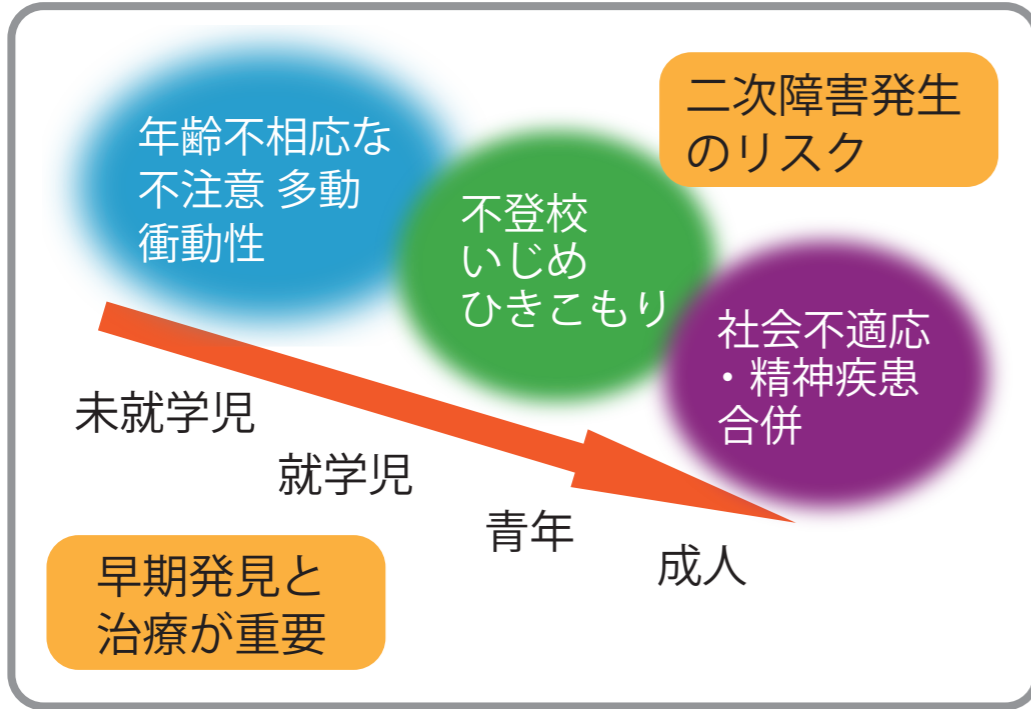 年齢不相応な
不注意 多動
衝動性
不登校
いじめ
ひきこもり
二次障害発生
のリスク
社会不適応
・精神疾患
合併
未就学児
就学児
青年
成人
早期発見と
治療が重要